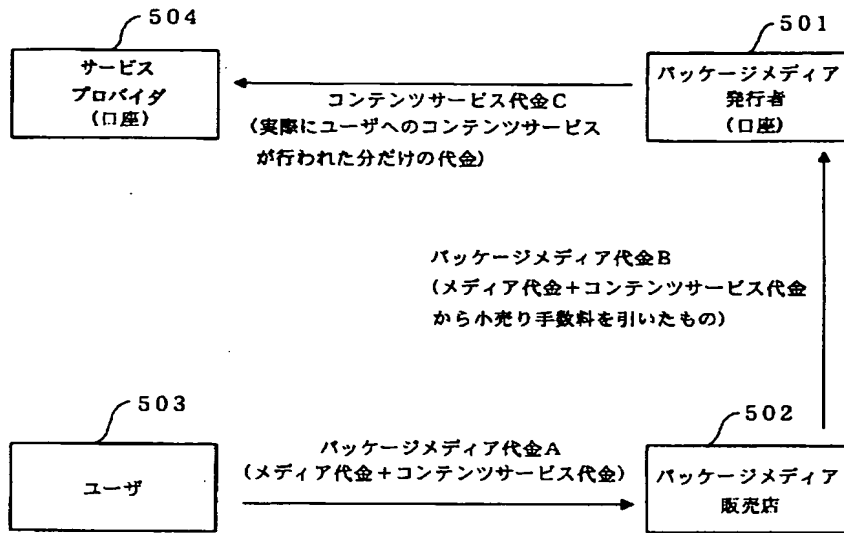 504
サービス
プロバイダ
(口座)
コンテンツサービス代金C
(実際にユーザへのコンテンツサービス
が行われた分だけの代金)
501
パッケージメディア
発行者
(口座)
パッケージメディア代金B
(メディア代金+コンテンツサービス代金
から小売り手数料を引いたもの)
503
ユーザ
パッケージメディア代金A
(メディア代金+コンテンツサービス代金)
502
パッケージメディア
販売店